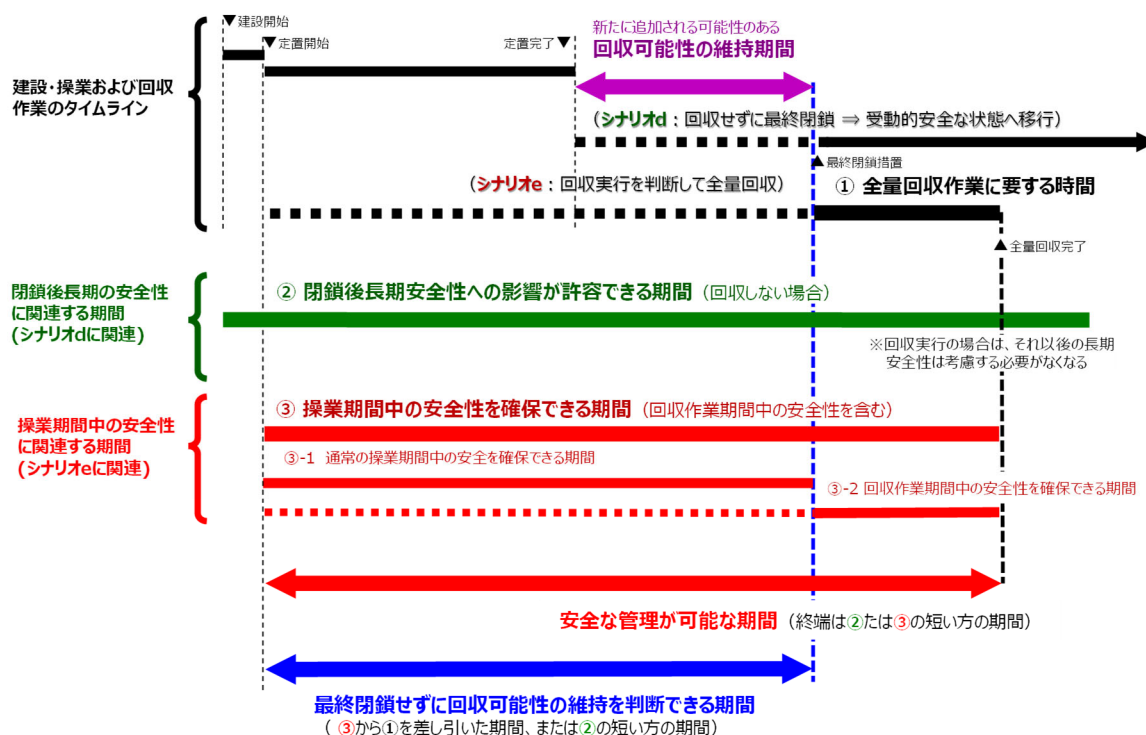 ▼建設開始
▼定置開始
定置完了▼
新たに追加される可能性のある
回収可能性の維持期間
建設・操業および回収
作業のタイムライン
(シナリオd：回収せずに最終閉鎖 ⇒ 受動的安全な状態へ移行)
▲最終閉鎖措置
(シナリオe：回収実行を判断して全量回収)
① 全量回収作業に要する時間
▲全量回収完了
閉鎖後長期の安全性
に関連する期間
(シナリオdに関連)
② 閉鎖後長期安全性への影響が許容できる期間（回収しない場合）
※回収実行の場合は、それ以後の長期
安全性は考慮する必要がなくなる
操業期間中の安全性
に関連する期間
(シナリオeに関連)
③ 操業期間中の安全性を確保できる期間（回収作業期間中の安全性を含む）
③-1 通常の操業期間中の安全を確保できる期間
③-2 回収作業期間中の安全性を確保できる期間
安全な管理が可能な期間（終端は②たは③の短い方の期間）
最終閉鎖せずに回収可能性の維持を判断できる期間
（ ③から①を差し引いた期間、または②の短い方の期間）